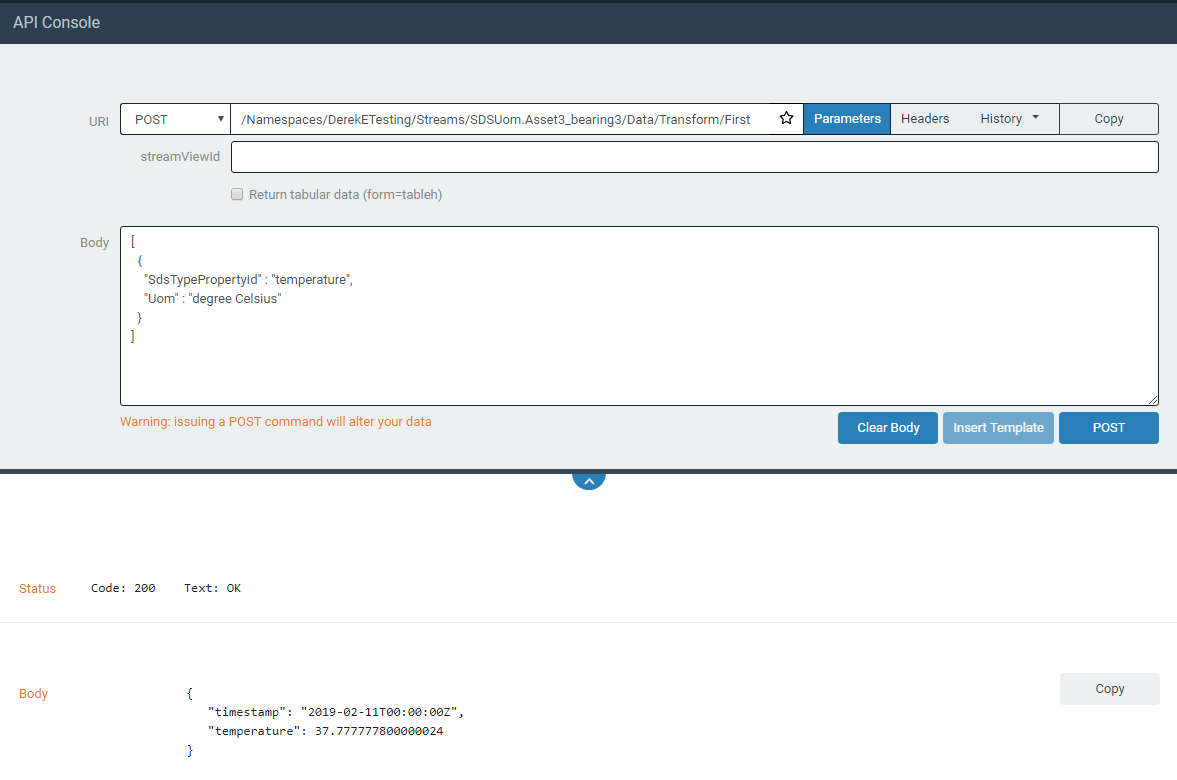 API Console
URI POST /Namespaces/DerekETesting/Streams/SDSUom.Asset3_bearing3/Data/Transform/First Parameters Headers History Copy
streamViewId
Return tabular data (form=tableh)
Body [
{
"SdsTypePropertyId" : "temperature",
"Uom" : "degree Celsius"
}
]
Warning: issuing a POST command will alter your data
Clear Body Insert Template POST
Status Code: 200 Text: OK
Copy
Body {
"timestamp": "2019-02-11T00:00:00Z",
"temperature": 37.777777800000024
}